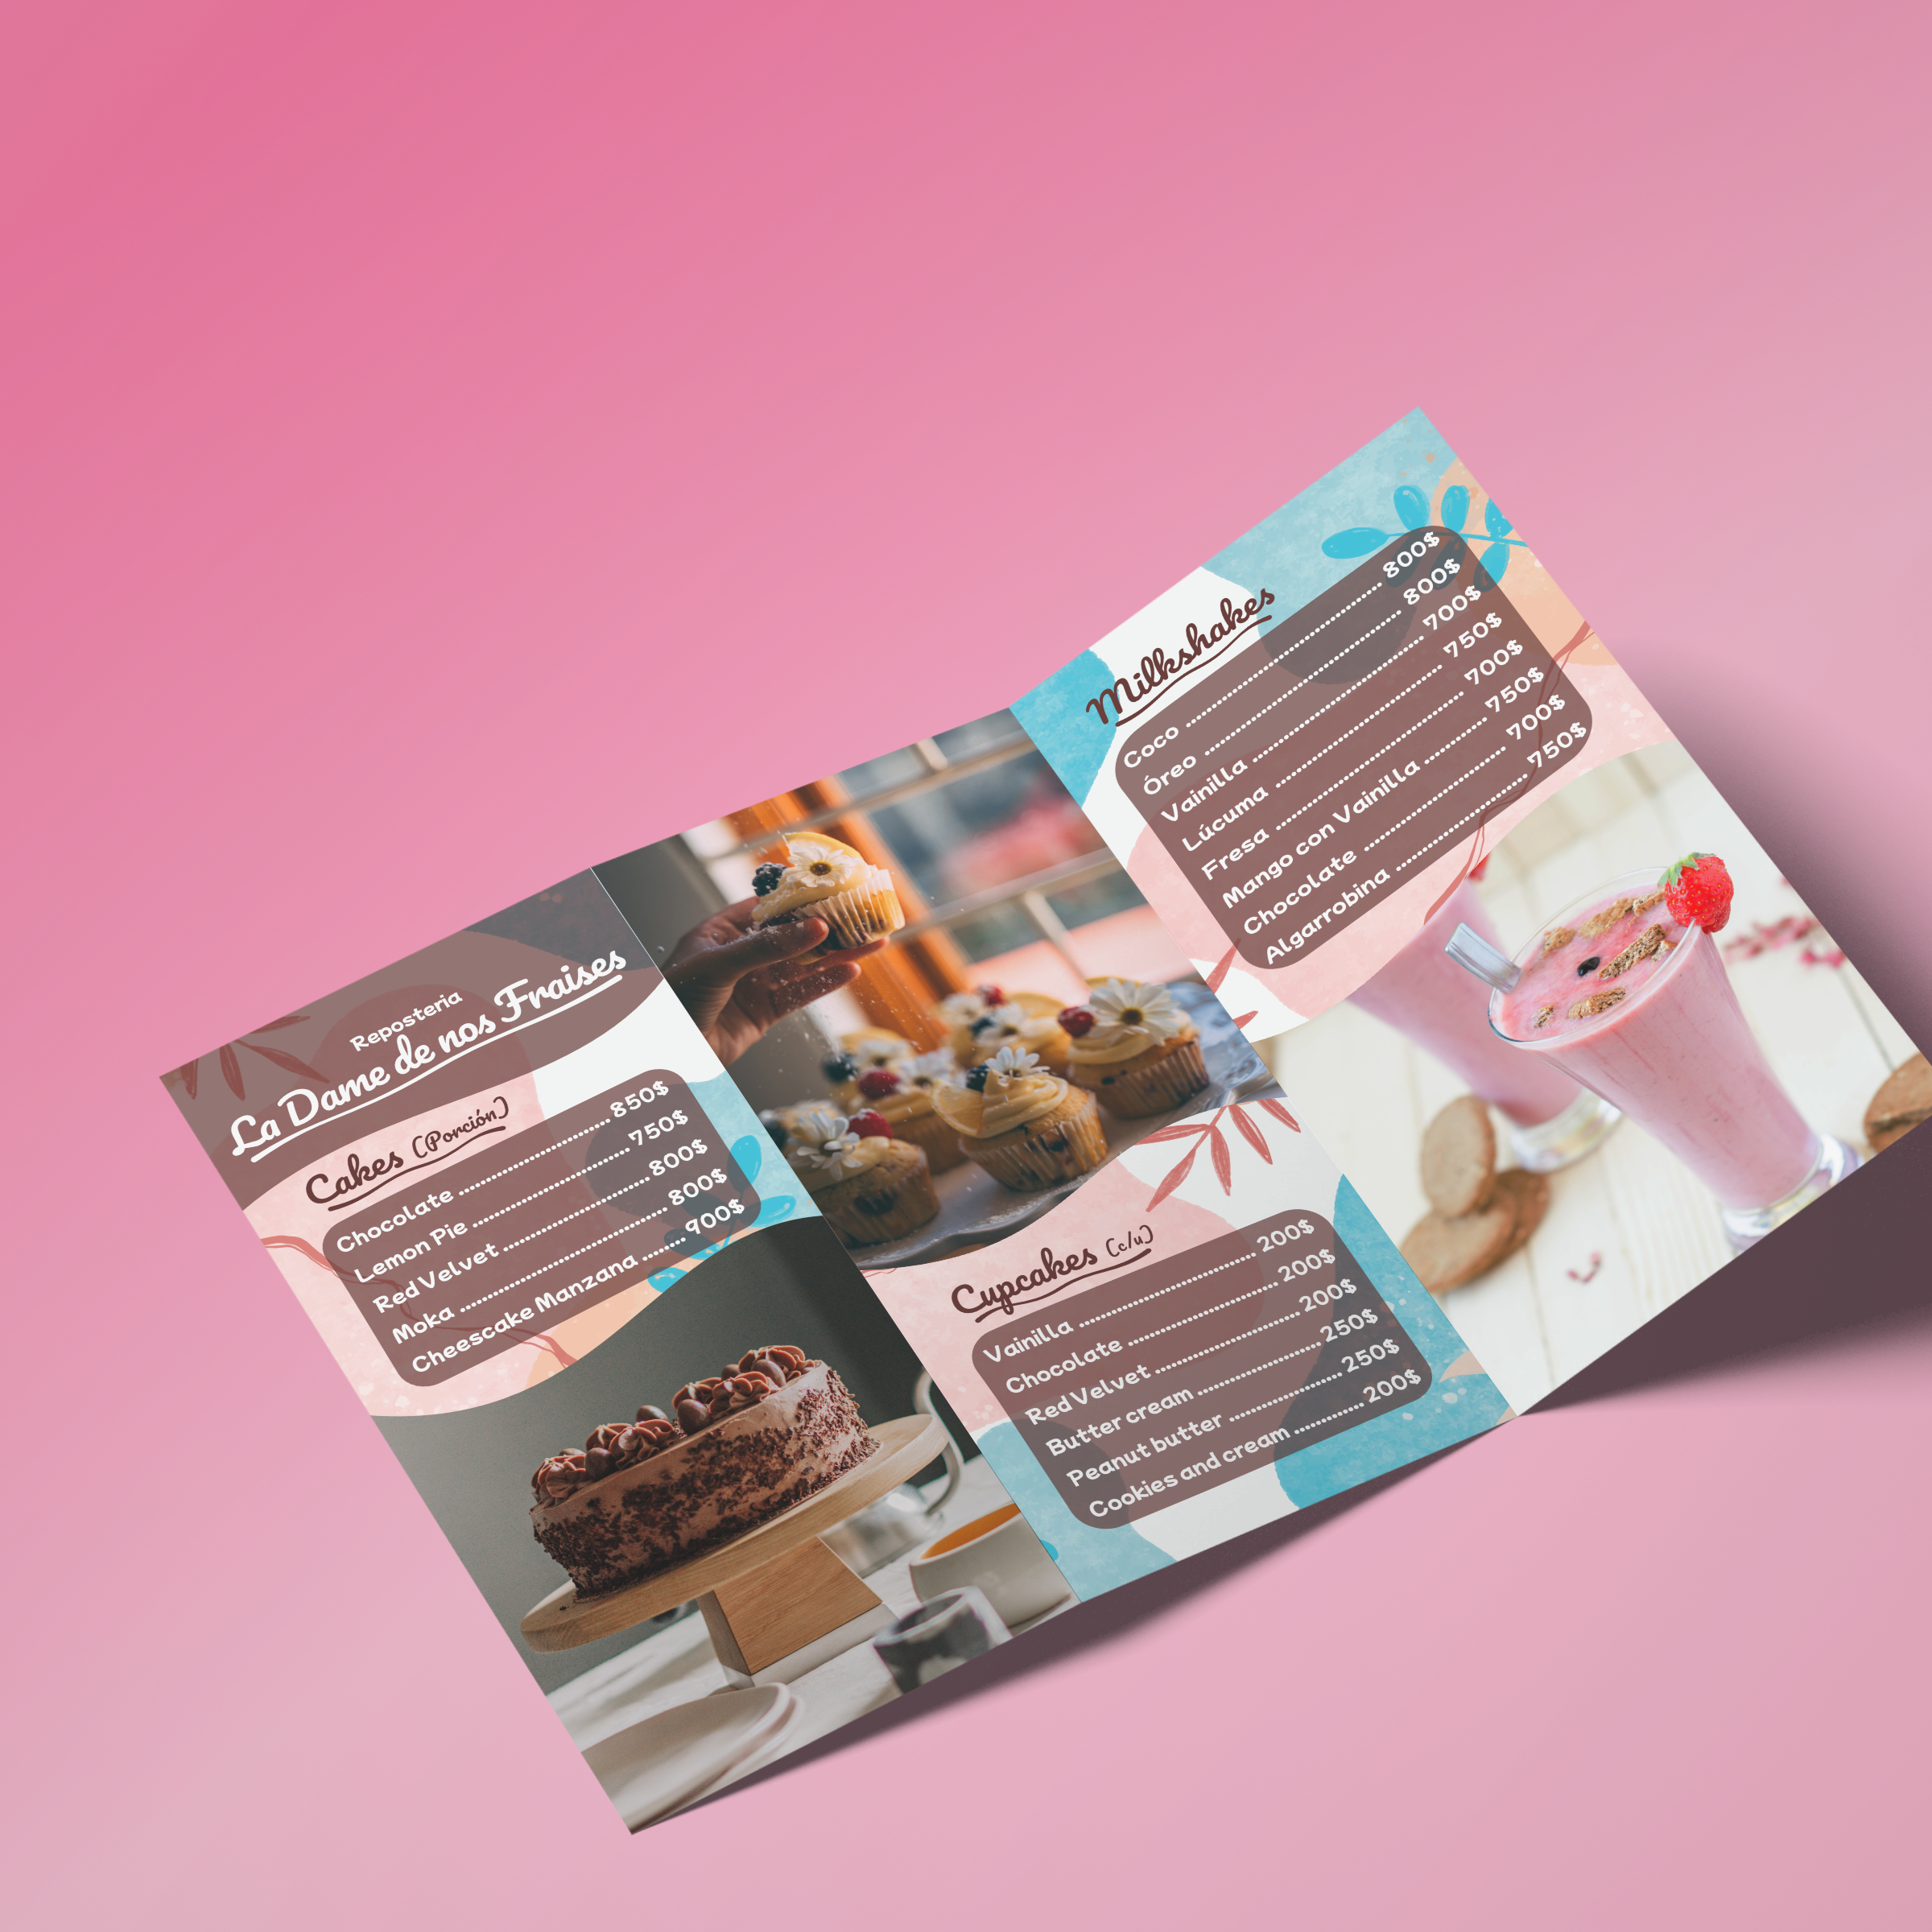 Reposteria
La Dame de nos Fraises
Cakes (Porción)
Chocolate ........................ 850$
Lemon Pie ........................ 750$
Red Velvet ........................ 800$
Moka ........................ 800$
Cheescake Manzana ........ 900$
Cupcakes (c/u)
Vainilla ........................ 200$
Chocolate ........................ 200$
Red Velvet ........................ 200$
Butter cream ........................ 250$
Peanut butter ........................ 250$
Cookies and cream ............ 200$
Milkshakes
Coco ........................ 800$
Óreo ........................ 800$
Vainilla ........................ 700$
Lúcuma ........................ 750$
Fresa ........................ 700$
Mango con Vainilla ............ 750$
Chocolate ........................ 700$
Algarrobina ........................ 750$